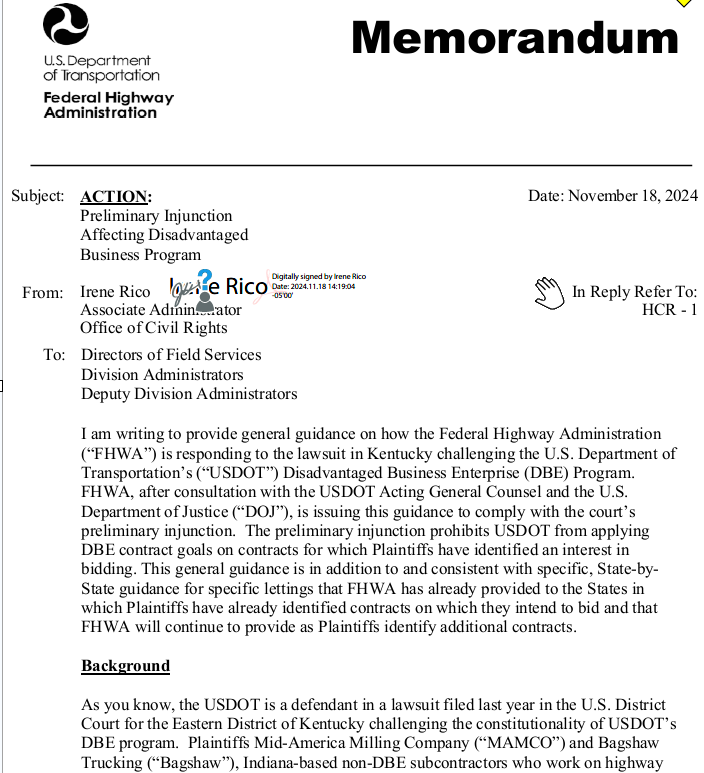 Memorandum
U.S. Department
of Transportation
Federal Highway
Administration
Subject: ACTION:
Date: November 18, 2024
Preliminary Injunction
Affecting Disadvantaged
Business Program
From: Irene Rico
Irene Rico
Digitally signed by Irene Rico
Date: 2024.11.18 14:19:04
-05'00'
In Reply Refer To:
HCR - 1
Associate Administrator
Office of Civil Rights
To: Directors of Field Services
Division Administrators
Deputy Division Administrators
I am writing to provide general guidance on how the Federal Highway Administration
(“FHWA”) is responding to the lawsuit in Kentucky challenging the U.S. Department of
Transportation’s (“USDOT”) Disadvantaged Business Enterprise (DBE) Program.
FHWA, after consultation with the USDOT Acting General Counsel and the U.S.
Department of Justice (“DOJ”), is issuing this guidance to comply with the court’s
preliminary injunction.  The preliminary injunction prohibits USDOT from applying
DBE contract goals on contracts for which Plaintiffs have identified an interest in
bidding. This general guidance is in addition to and consistent with specific, State-by-
State guidance for specific lettings that FHWA has already provided to the States in
which Plaintiffs have already identified contracts on which they intend to bid and that
FHWA will continue to provide as Plaintiffs identify additional contracts.
Background
As you know, the USDOT is a defendant in a lawsuit filed last year in the U.S. District
Court for the Eastern District of Kentucky challenging the constitutionality of USDOT’s
DBE program.  Plaintiffs Mid-America Milling Company (“MAMCO”) and Bagshaw
Trucking (“Bagshaw”), Indiana-based non-DBE subcontractors who work on highway